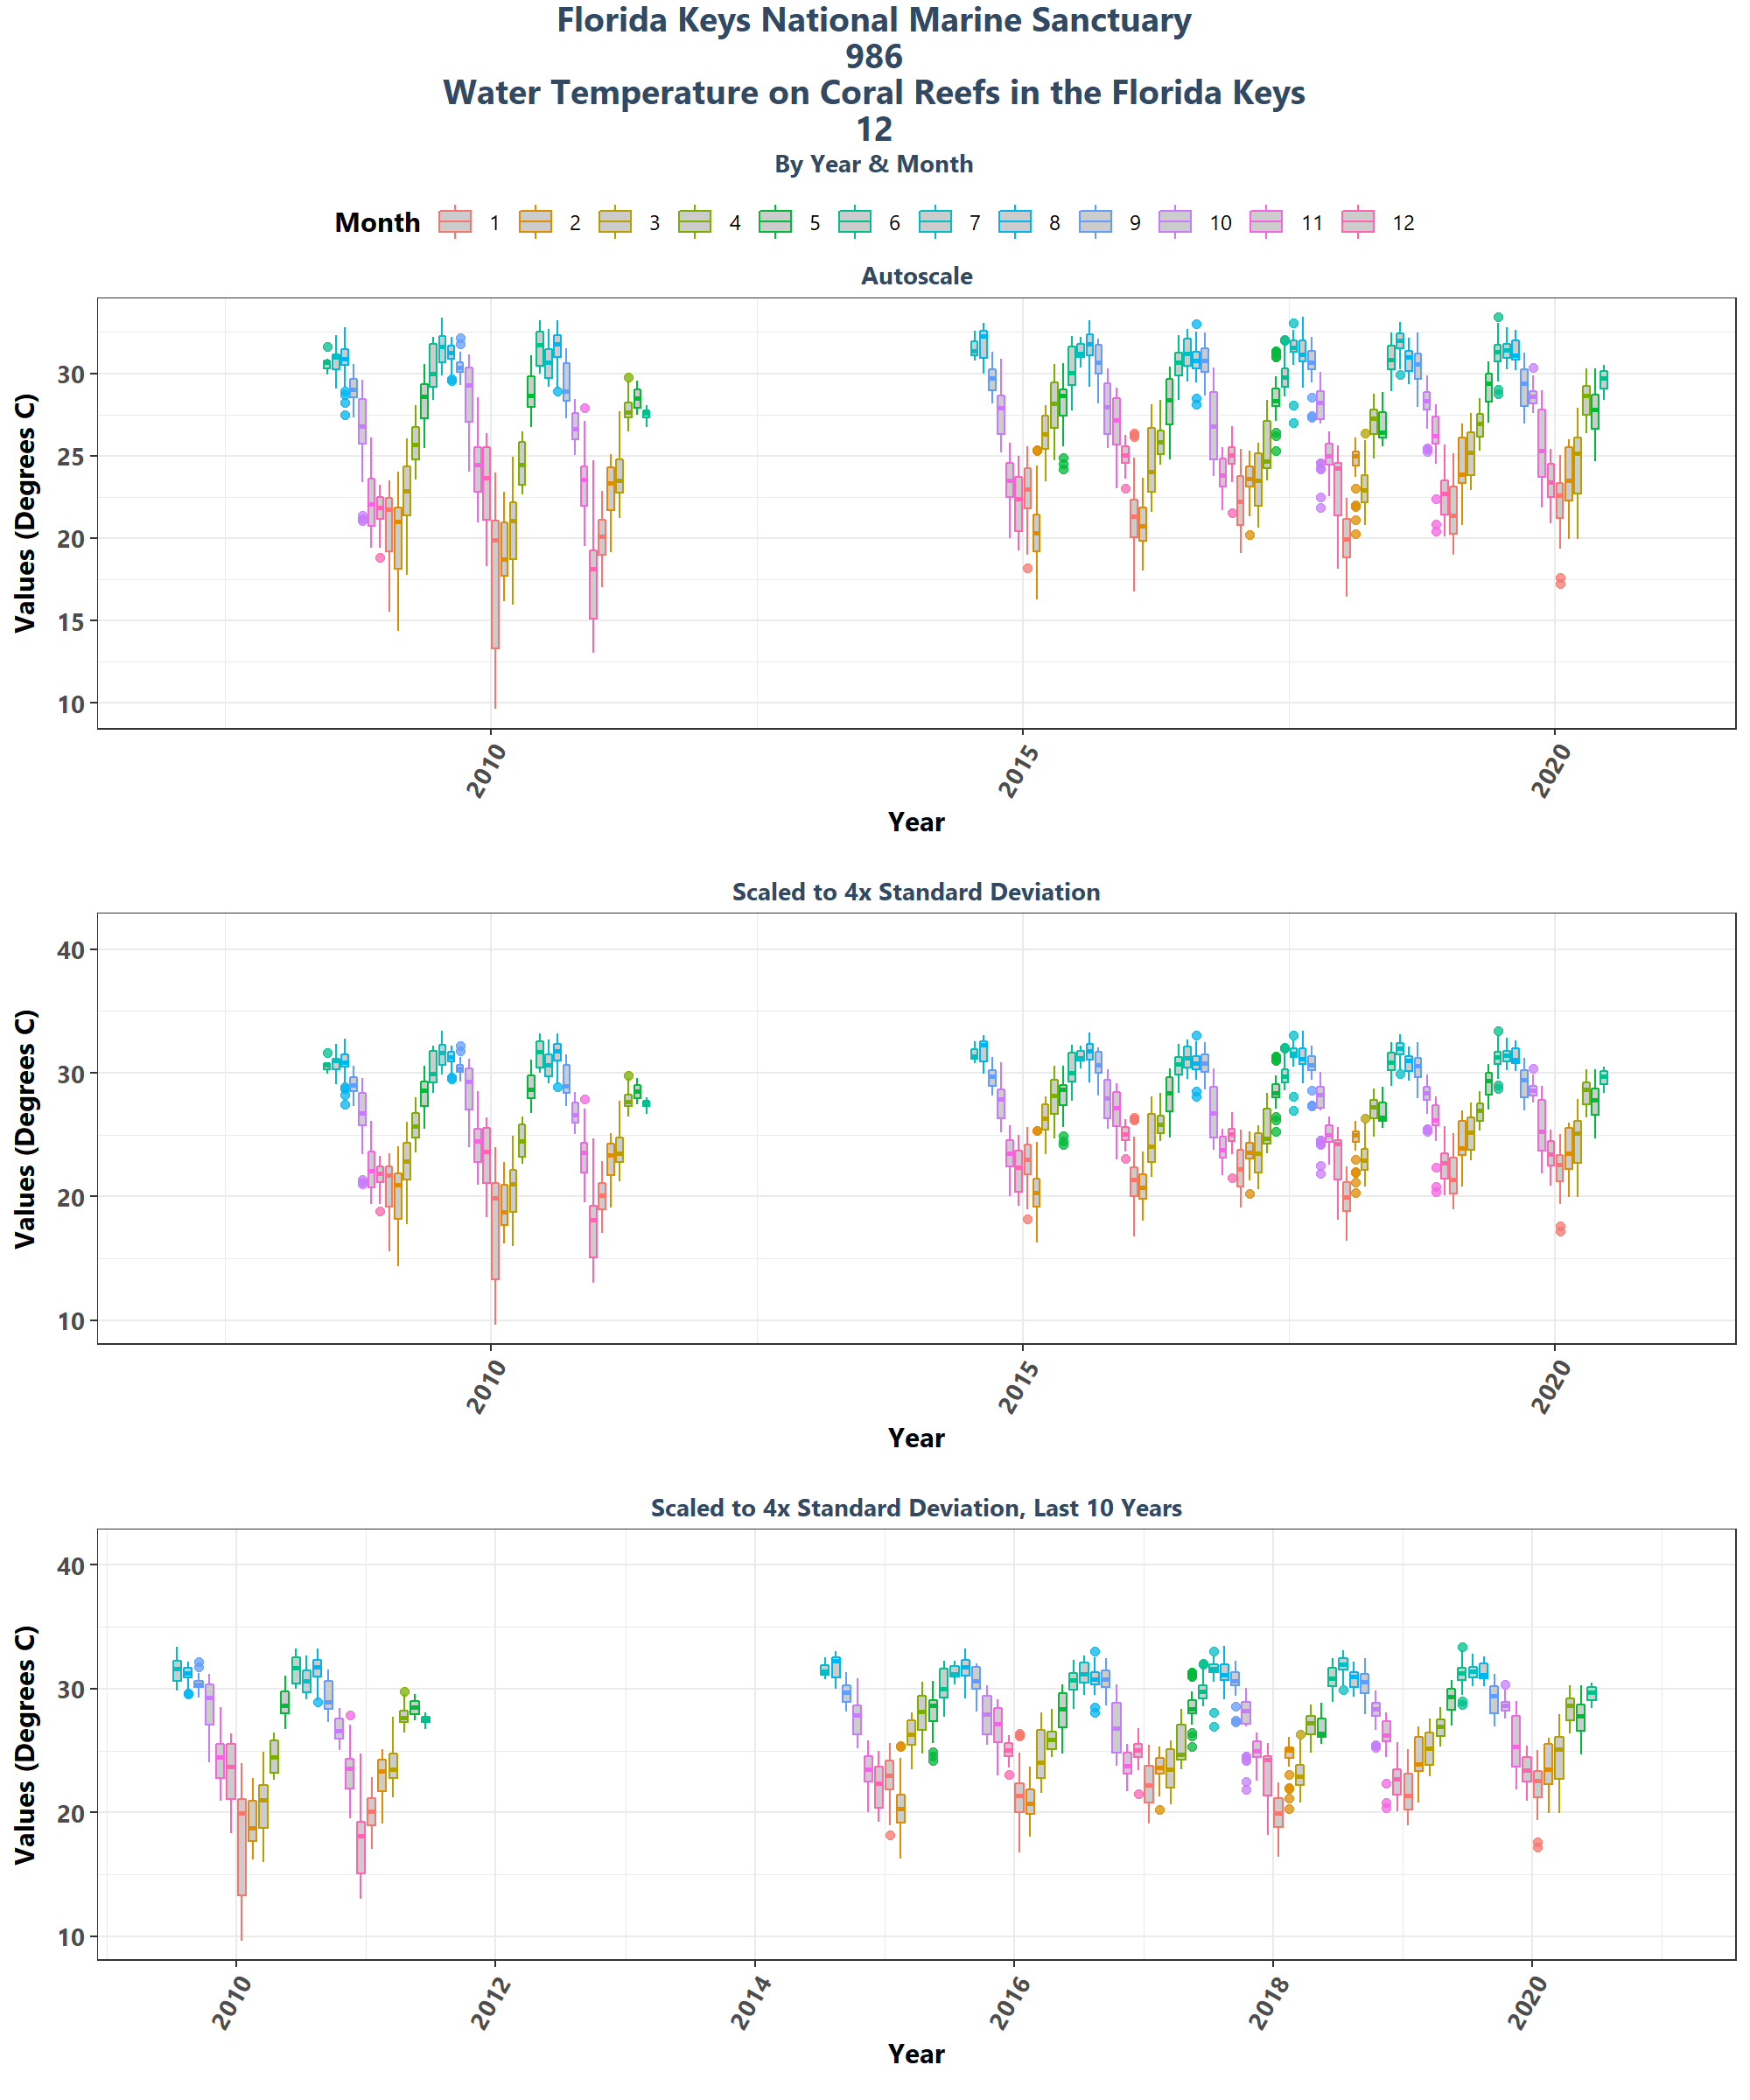 Florida Keys National Marine Sanctuary
986
Water Temperature on Coral Reefs in the Florida Keys
12
By Year & Month
Month 1 2 3 4 5 6 7 8 9 10 11 12
Autoscale
Values (Degrees C)
30
25
20
15
10
2010 2015 2020
Year
Scaled to 4x Standard Deviation
Values (Degrees C)
40
30
20
10
2010 2015 2020
Year
Scaled to 4x Standard Deviation, Last 10 Years
Values (Degrees C)
40
30
20
10
2010 2012 2014 2016 2018 2020
Year